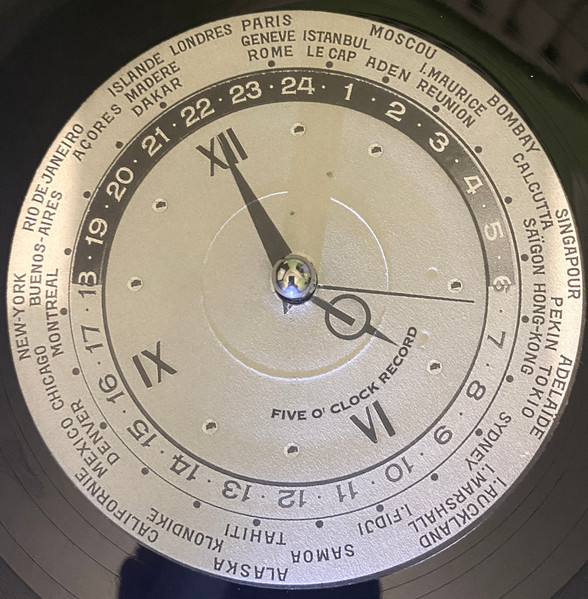 PARIS
GENEVE ISTANBUL
ROME LE CAP
MOSCOU
ADEN
I.MAURICE
REUNION
BOMBAY
CALCUTTA
SINGAPOUR
SAÏGON HONG-KONG
PEKIN TOKIO
ADELAIDE
SYDNEY
I.AUCKLAND
I.MARSHALL
I.FIDJI
SAMOA
ALASKA
TAHITI
KLONDIKE
CALIFORNIE
MEXICO CHICAGO
DENVER
MONTREAL
NEW-YORK
BUENOS-AIRES
RIO DE JANEIRO
AÇORES MADERE
DAKAR
ISLANDE LONDRES
24 · 1 · 2 · 3 · 4 · 5 · 6 · 7 · 8 · 9 · 10 · 11 · 12 · 13 · 14 · 15 · 16 · 17 · 18 · 19 · 20 · 21 · 22 · 23
XII
VI
IX
FIVE O' CLOCK RECORD